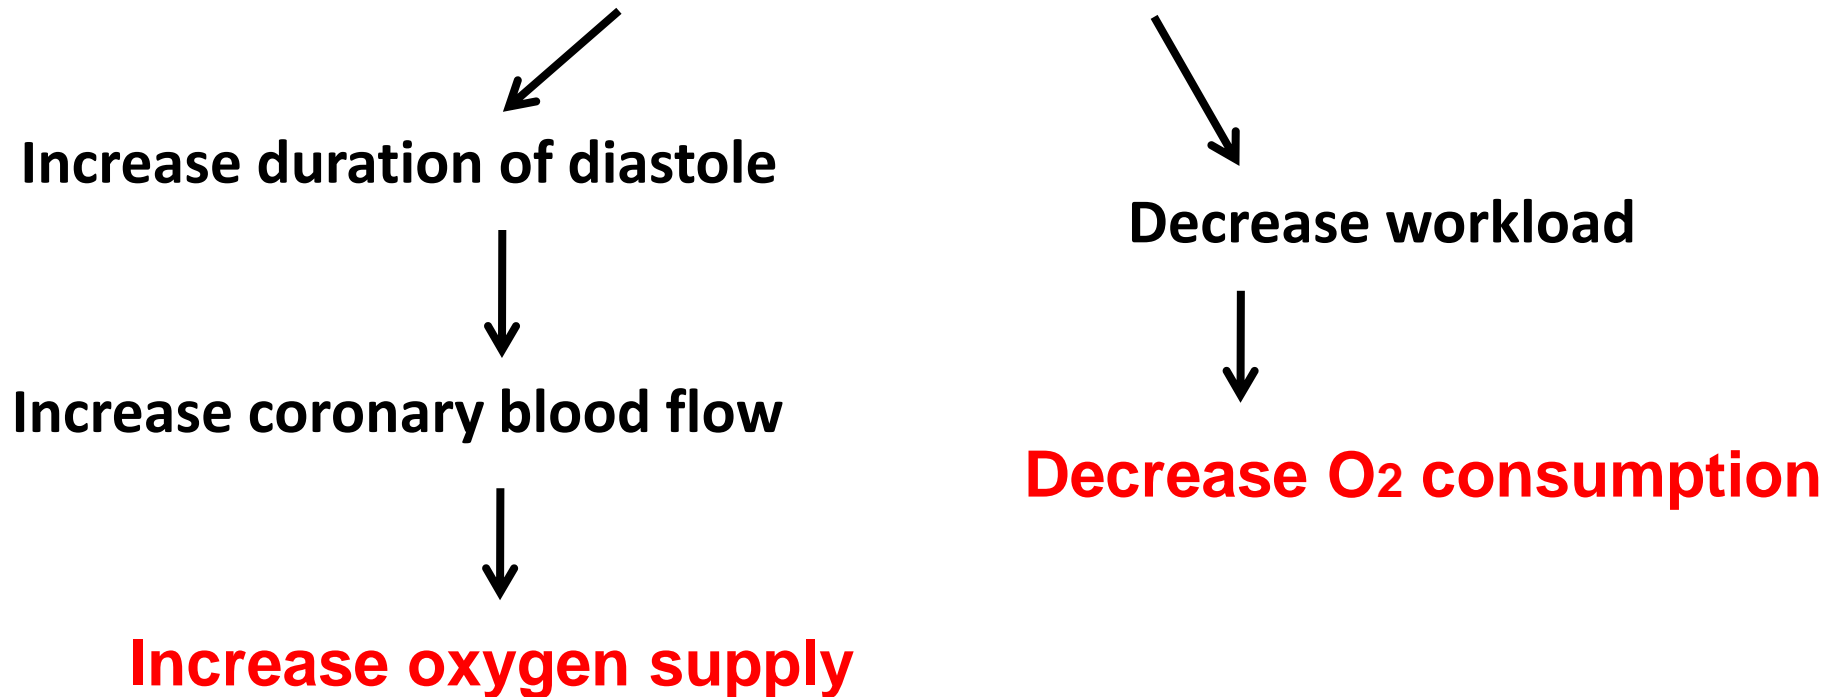 Increase duration of diastole
Decrease workload
Increase coronary blood flow
Decrease O2 consumption
Increase oxygen supply